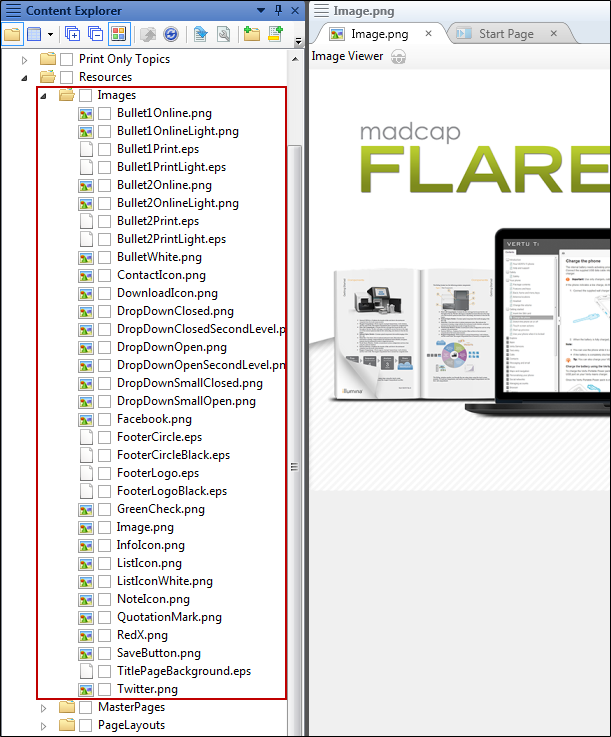 Content Explorer
Print Only Topics
Resources
Images
Bullet1Online.png
Bullet1OnlineLight.png
Bullet1Print.eps
Bullet1PrintLight.eps
Bullet2Online.png
Bullet2OnlineLight.png
Bullet2Print.eps
Bullet2PrintLight.eps
BulletWhite.png
ContactIcon.png
DownloadIcon.png
DropDownClosed.png
DropDownClosedSecondLevel.p
DropDownOpen.png
DropDownOpenSecondLevel.pn
DropDownSmallClosed.png
DropDownSmallOpen.png
Facebook.png
FooterCircle.eps
FooterCircleBlack.eps
FooterLogo.eps
FooterLogoBlack.eps
GreenCheck.png
Image.png
InfoIcon.png
ListIcon.png
ListIconWhite.png
NoteIcon.png
QuotationMark.png
RedX.png
SaveButton.png
TitlePageBackground.eps
Twitter.png
MasterPages
PageLayouts
Image.png
Image.png
Start Page
Image Viewer
madcap
FLARE
VERTU Ti
Charge the phone